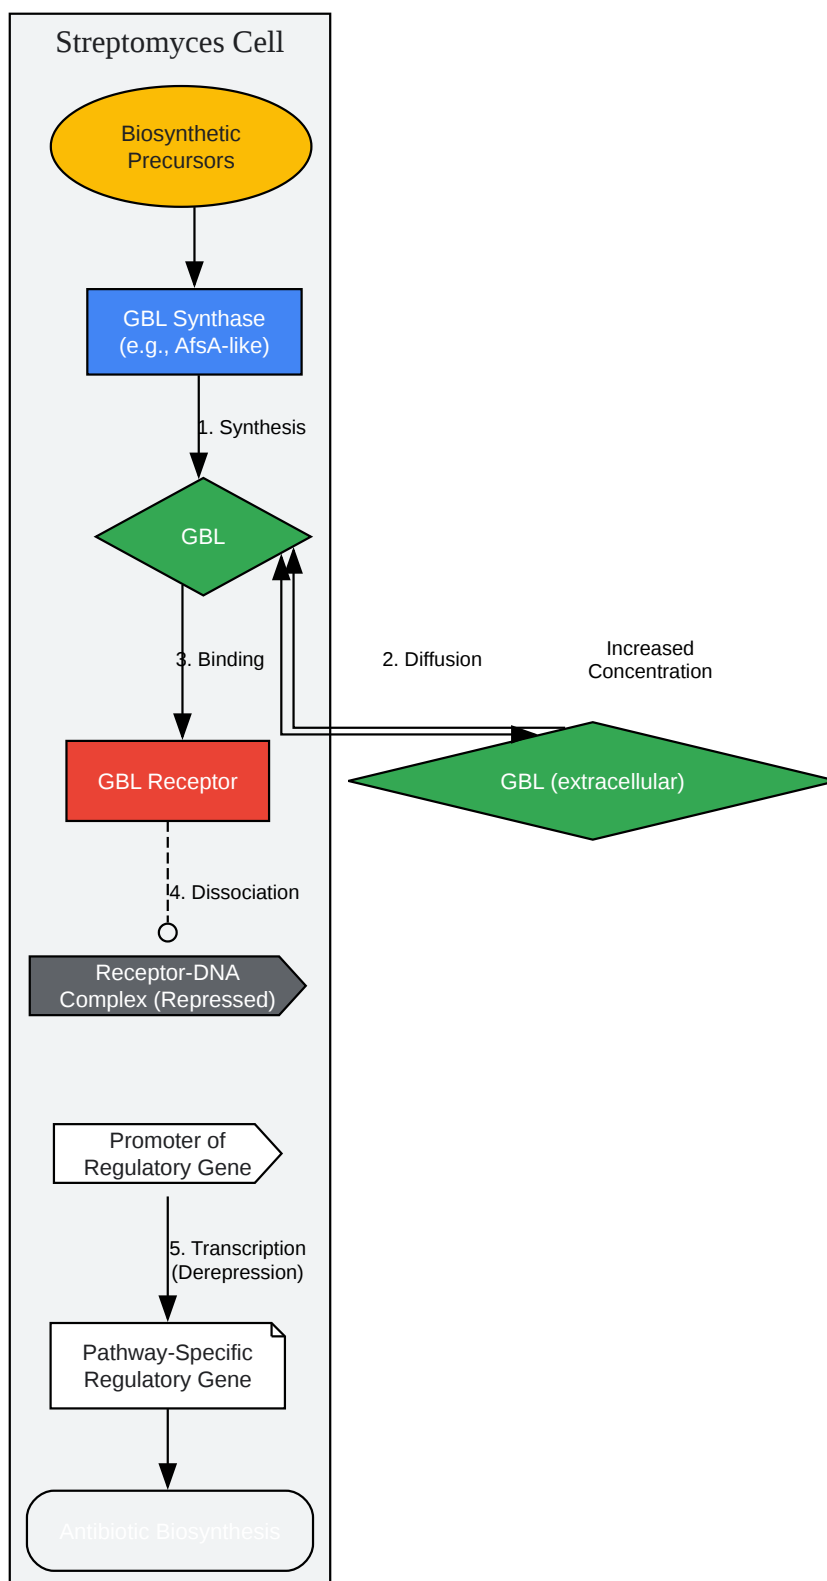 Streptomyces Cell
Biosynthetic
Precursors
GBL Synthase
(e.g., AfsA-like)
1. Synthesis
GBL
3. Binding
2. Diffusion
Increased
Concentration
GBL Receptor
GBL (extracellular)
4. Dissociation
Receptor-DNA
Complex (Repressed)
Promoter of
Regulatory Gene
5. Transcription
(Derepression)
Pathway-Specific
Regulatory Gene
Antibiotic Biosynthesis